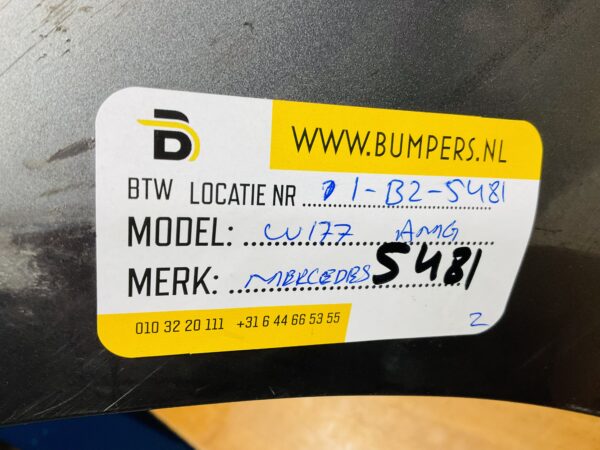 B
WWW.BUMPERS.NL
BTW LOCATIE NR 1-B2-5481
MODEL: W177 AMG
MERK: MERCEDES 5481
010 32 20 111 +31 6 44 66 53 55
2